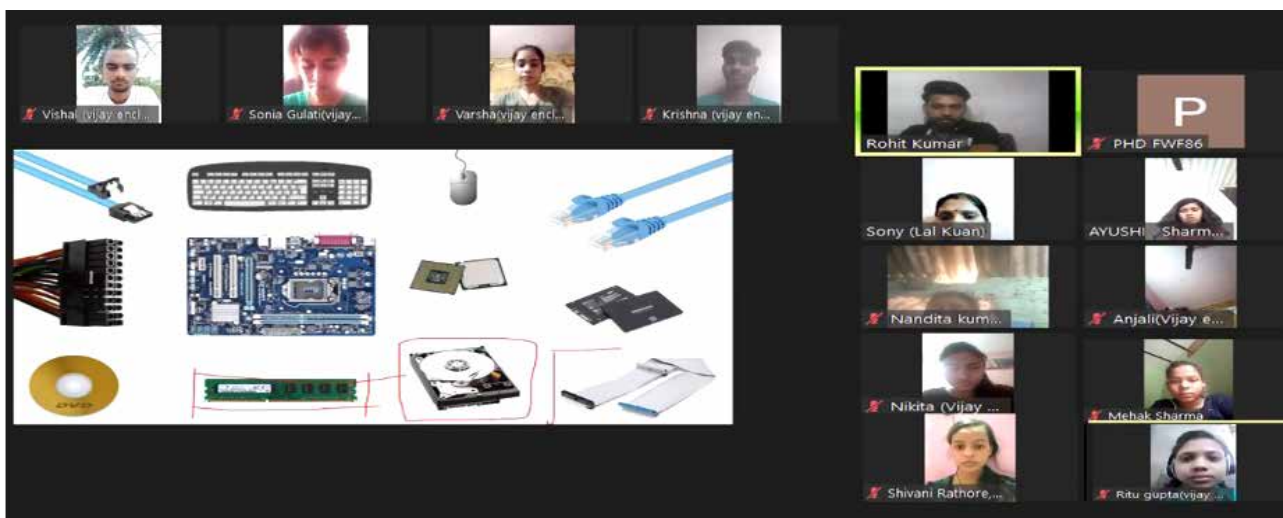 Vishal (vijay encl...
Sonia Gulati(vijay...
Varsha(vijay encl...
Krishna (vijay en...
Rohit Kumar
P
PHD FWF86
Sony (Lal Kuan)
AYUSHI Sharm...
Nandita kum...
Anjali(Vijay e...
Nikita (Vijay ...
Mehak Sharma
Shivani Rathore,...
Ritu gupta(vijay ...
DVD